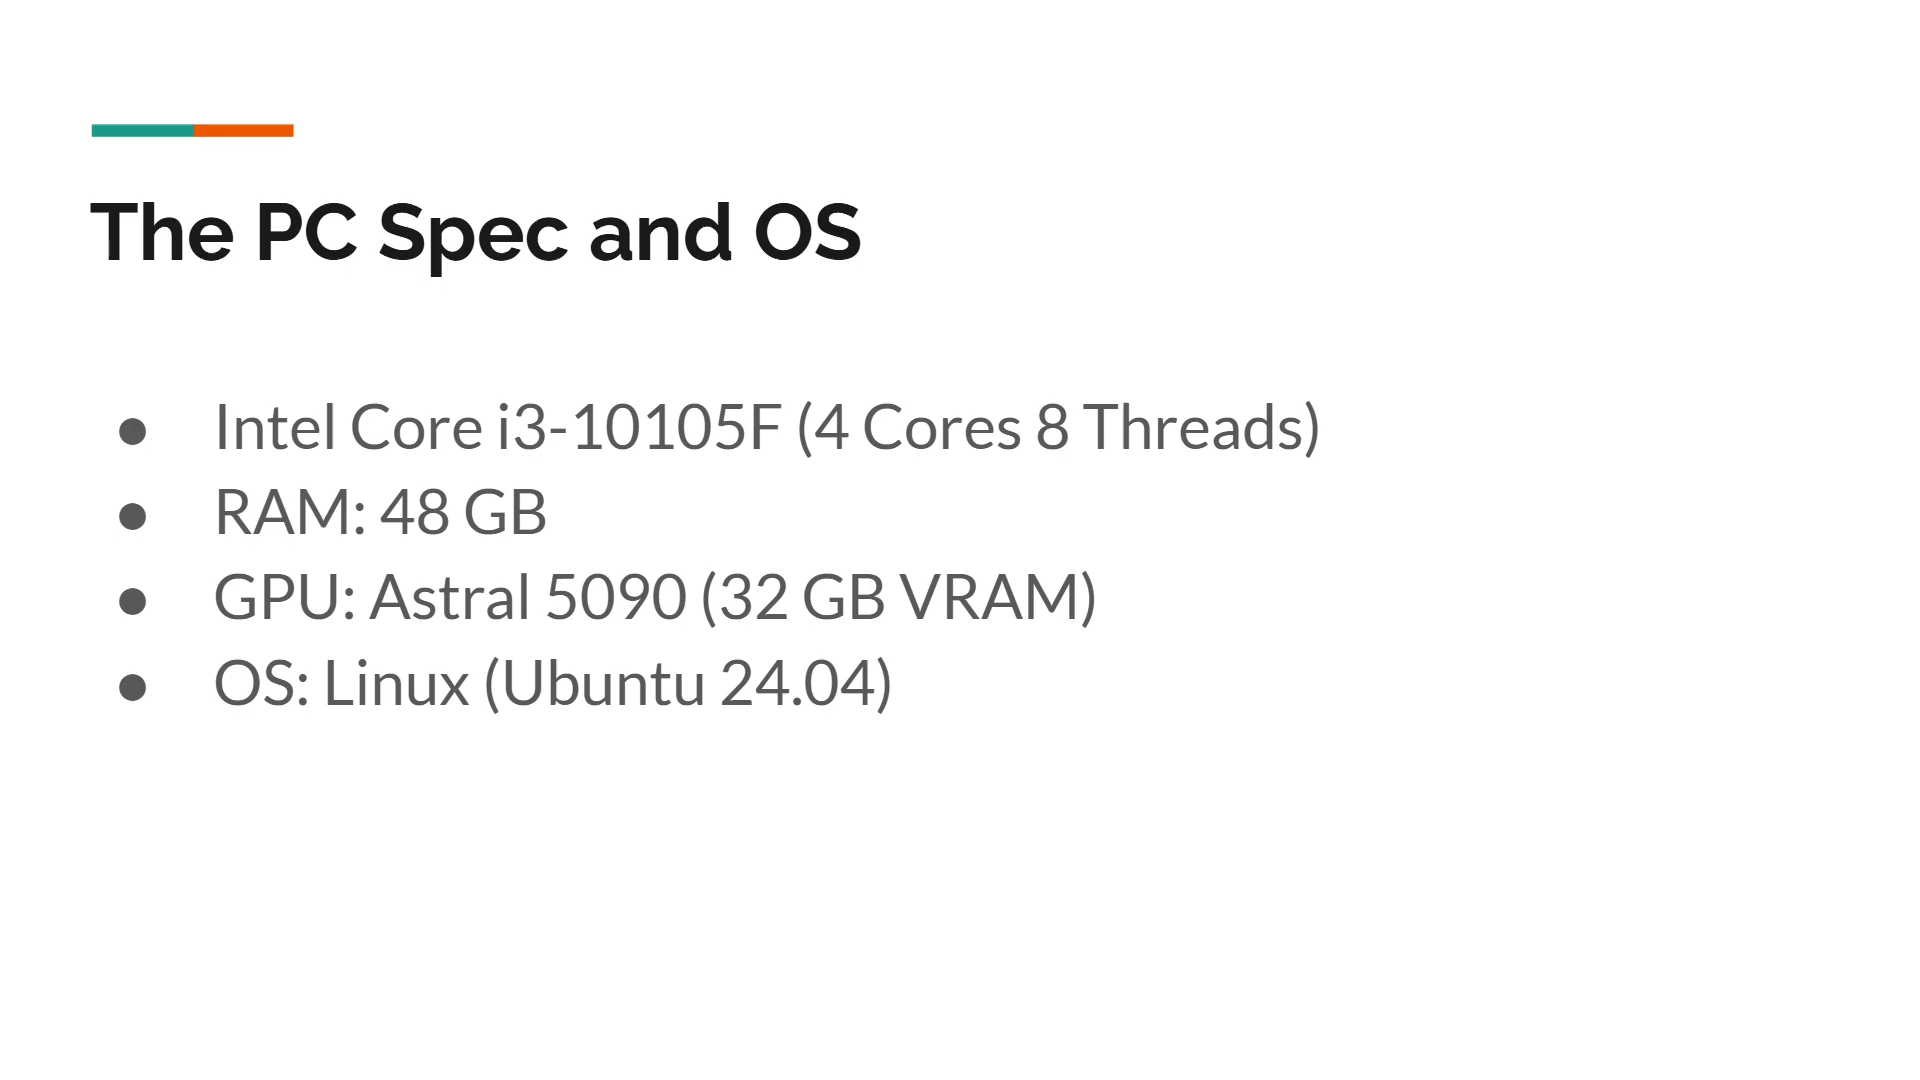 The PC Spec and OS
● Intel Core i3-10105F (4 Cores 8 Threads)
● RAM: 48 GB
● GPU: Astral 5090 (32 GB VRAM)
● OS: Linux (Ubuntu 24.04)